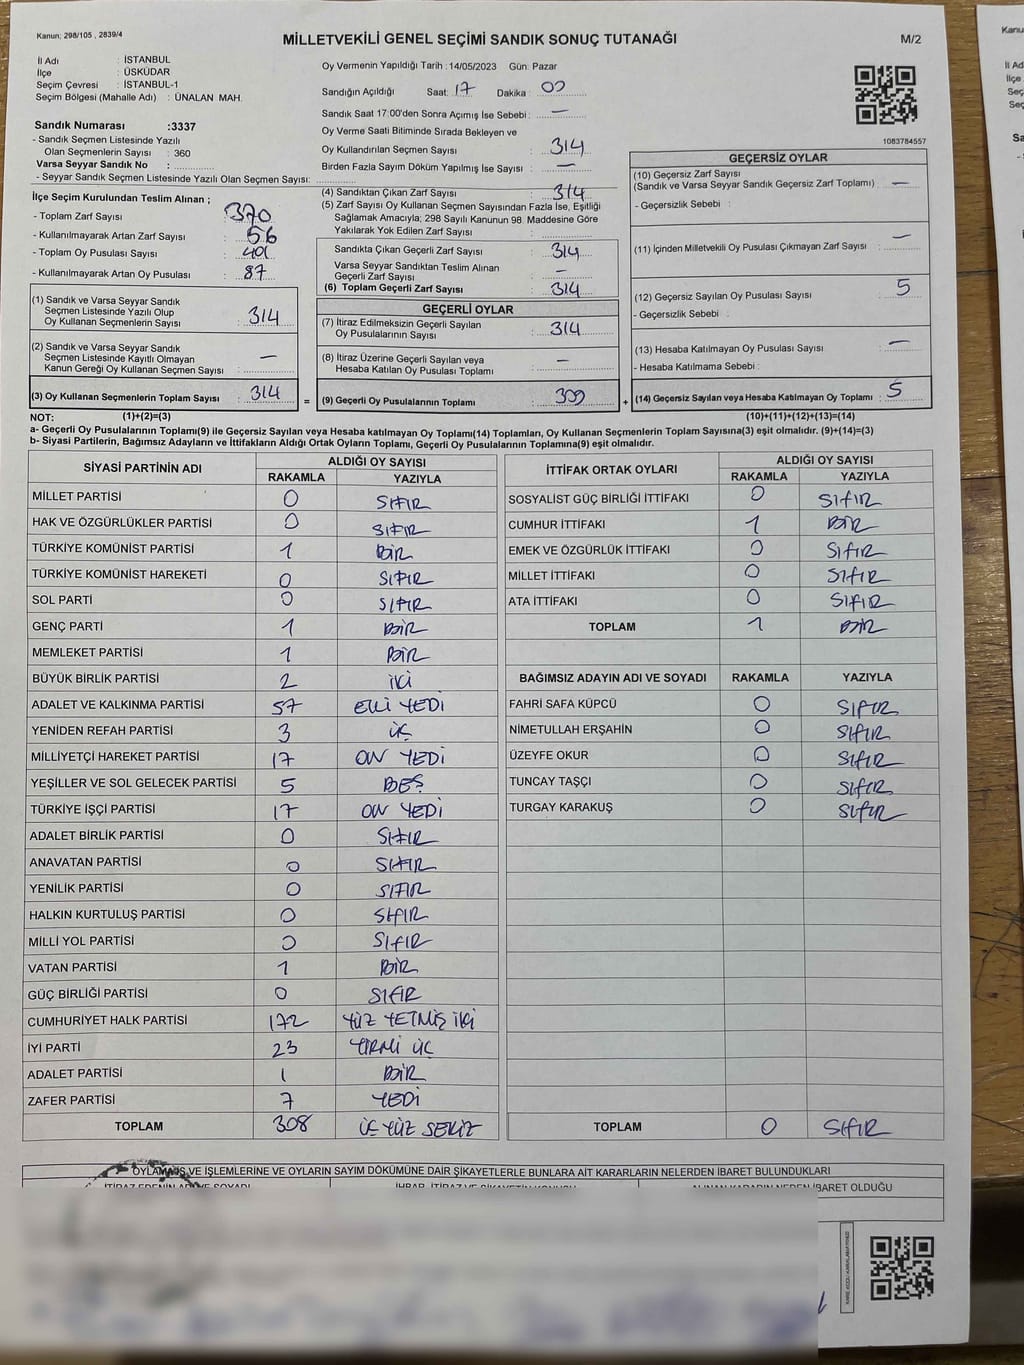 Kanun: 298/105 , 2839/4
MİLLETVEKİLİ GENEL SEÇİMİ SANDIK SONUÇ TUTANAĞI
M/2
İl Adı : İSTANBUL
İlçe : ÜSKÜDAR
Seçim Çevresi : İSTANBUL-1
Seçim Bölgesi (Mahalle Adı) : ÜNALAN MAH.
Sandık Numarası :3337
- Sandık Seçmen Listesinde Yazılı
Olan Seçmenlerin Sayısı : 360
Varsa Seyyar Sandık No :
- Seyyar Sandık Seçmen Listesinde Yazılı Olan Seçmen Sayısı:
İlçe Seçim Kurulundan Teslim Alınan ;
- Toplam Zarf Sayısı : 370
- Kullanılmayarak Artan Zarf Sayısı : 56
- Toplam Oy Pusulası Sayısı : 401
- Kullanılmayarak Artan Oy Pusulası : 87
(1) Sandık ve Varsa Seyyar Sandık
Seçmen Listesinde Yazılı Olup
Oy Kullanan Seçmenlerin Sayısı : 314
(2) Sandık ve Varsa Seyyar Sandık
Seçmen Listesinde Kayıtlı Olmayan
Kanun Gereği Oy Kullanan Seçmen Sayısı : —
(3) Oy Kullanan Seçmenlerin Toplam Sayısı : 314
(1)+(2)=(3)
Oy Vermenin Yapıldığı Tarih : 14/05/2023 Gün: Pazar
Sandığın Açıldığı Saat: 17 Dakika : 00
Sandık Saat 17:00'den Sonra Açımış İse Sebebi : —
Oy Verme Saati Bitiminde Sırada Bekleyen ve
Oy Kullandırılan Seçmen Sayısı : 314
Birden Fazla Sayım Döküm Yapılmış İse Sayısı : —
(4) Sandıktan Çıkan Zarf Sayısı : 314
(5) Zarf Sayısı Oy Kullanan Seçmen Sayısından Fazla İse, Eşitliği
Sağlamak Amacıyla; 298 Sayılı Kanunun 98. Maddesine Göre
Yakılarak Yok Edilen Zarf Sayısı :
Sandıkta Çıkan Geçerli Zarf Sayısı : 314
Varsa Seyyar Sandıktan Teslim Alınan
Geçerli Zarf Sayısı : —
(6) Toplam Geçerli Zarf Sayısı : 314
GEÇERLİ OYLAR
(7) İtiraz Edilmeksizin Geçerli Sayılan
Oy Pusulalarının Sayısı : 314
(8) İtiraz Üzerine Geçerli Sayılan veya
Hesaba Katılan Oy Pusulası Toplamı : —
= (9) Geçerli Oy Pusulalarının Toplamı : 309 +
1083784557
GEÇERSİZ OYLAR
(10) Geçersiz Zarf Sayısı
(Sandık ve Varsa Seyyar Sandık Geçersiz Zarf Toplamı) : —
- Geçersizlik Sebebi :
(11) İçinden Milletvekili Oy Pusulası Çıkmayan Zarf Sayısı : —
(12) Geçersiz Sayılan Oy Pusulası Sayısı : 5
- Geçersizlik Sebebi :
(13) Hesaba Katılmayan Oy Pusulası Sayısı : —
- Hesaba Katılmama Sebebi :
(14) Geçersiz Sayılan veya Hesaba Katılmayan Oy Toplamı : 5
(10)+(11)+(12)+(13)=(14)
NOT:
a- Geçerli Oy Pusulalarının Toplamı(9) ile Geçersiz Sayılan veya Hesaba katılmayan Oy Toplamı(14) Toplamları, Oy Kullanan Seçmenlerin Toplam Sayısına(3) eşit olmalıdır. (9)+(14)=(3)
b- Siyasi Partilerin, Bağımsız Adayların ve İttifakların Aldığı Ortak Oyların Toplamı, Geçerli Oy Pusulalarının Toplamına(9) eşit olmalıdır.
SİYASİ PARTİNİN ADI ALDIĞI OY SAYISI
RAKAMLA YAZIYLA
MİLLET PARTİSİ 0 SIFIR
HAK VE ÖZGÜRLÜKLER PARTİSİ 0 SIFIR
TÜRKİYE KOMÜNİST PARTİSİ 1 BİR
TÜRKİYE KOMÜNİST HAREKETİ 0 SIFIR
SOL PARTİ 0 SIFIR
GENÇ PARTİ 1 BİR
MEMLEKET PARTİSİ 1 BİR
BÜYÜK BİRLİK PARTİSİ 2 İKİ
ADALET VE KALKINMA PARTİSİ 57 ELLİ YEDİ
YENİDEN REFAH PARTİSİ 3 ÜÇ
MİLLİYETÇİ HAREKET PARTİSİ 17 ON YEDİ
YEŞİLLER VE SOL GELECEK PARTİSİ 5 BEŞ
TÜRKİYE İŞÇİ PARTİSİ 17 ON YEDİ
ADALET BİRLİK PARTİSİ 0 SIFIR
ANAVATAN PARTİSİ 0 SIFIR
YENİLİK PARTİSİ 0 SIFIR
HALKIN KURTULUŞ PARTİSİ 0 SIFIR
MİLLİ YOL PARTİSİ 0 SIFIR
VATAN PARTİSİ 1 BİR
GÜÇ BİRLİĞİ PARTİSİ 0 SIFIR
CUMHURİYET HALK PARTİSİ 172 YÜZ YETMİŞ İKİ
İYİ PARTİ 23 YİRMİ ÜÇ
ADALET PARTİSİ 1 BİR
ZAFER PARTİSİ 7 YEDİ
TOPLAM 308 ÜÇ YÜZ SEKİZ
İTTİFAK ORTAK OYLARI ALDIĞI OY SAYISI
RAKAMLA YAZIYLA
SOSYALİST GÜÇ BİRLİĞİ İTTİFAKI 0 SIFIR
CUMHUR İTTİFAKI 1 BİR
EMEK VE ÖZGÜRLÜK İTTİFAKI 0 SIFIR
MİLLET İTTİFAKI 0 SIFIR
ATA İTTİFAKI 0 SIFIR
TOPLAM 1 BİR
BAĞIMSIZ ADAYIN ADI VE SOYADI RAKAMLA YAZIYLA
FAHRİ SAFA KÜPCÜ 0 SIFIR
NİMETULLAH ERŞAHİN 0 SIFIR
ÜZEYFE OKUR 0 SIFIR
TUNCAY TAŞÇI 0 SIFIR
TURGAY KARAKUŞ 0 SIFIR
TOPLAM 0 SIFIR
OYLAMA İŞ VE İŞLEMLERİNE VE OYLARIN SAYIM DÖKÜMÜNE DAİR ŞİKAYETLERLE BUNLARA AİT KARARLARIN NELERDEN İBARET BULUNDUKLARI